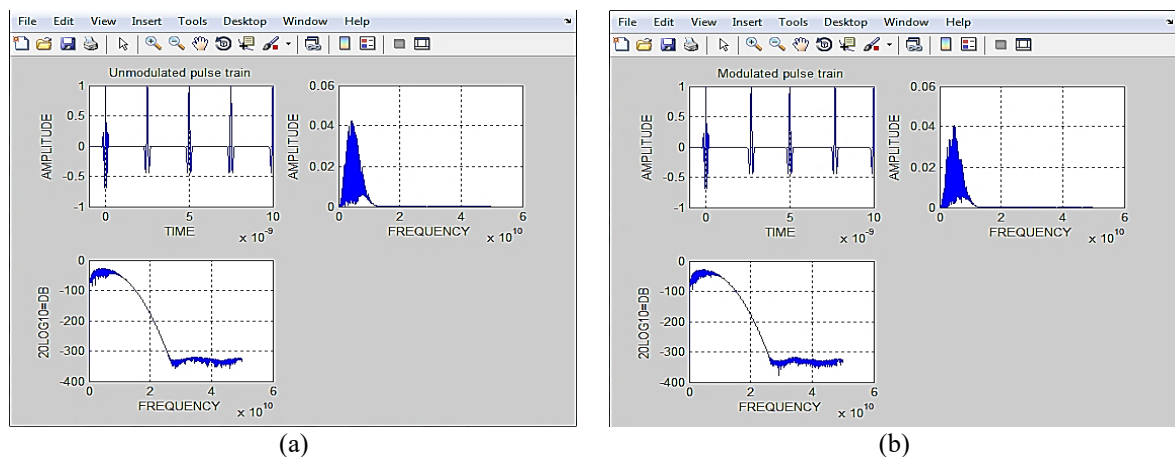 File Edit View Insert Tools Desktop Window Help
Unmodulated pulse train
AMPLITUDE
1
0.5
0
-0.5
-1
0 5 10
TIME
x 10^-9
AMPLITUDE
0.06
0.04
0.02
0
0 2 4 6
FREQUENCY
x 10^10
20LOG10=DB
0
-100
-200
-300
-400
0 2 4 6
FREQUENCY
x 10^10
(a)
File Edit View Insert Tools Desktop Window Help
Modulated pulse train
AMPLITUDE
1
0.5
0
-0.5
-1
0 5 10
TIME
x 10^-9
AMPLITUDE
0.06
0.04
0.02
0
0 2 4 6
FREQUENCY
x 10^10
20LOG10=DB
0
-100
-200
-300
-400
0 2 4 6
FREQUENCY
x 10^10
(b)